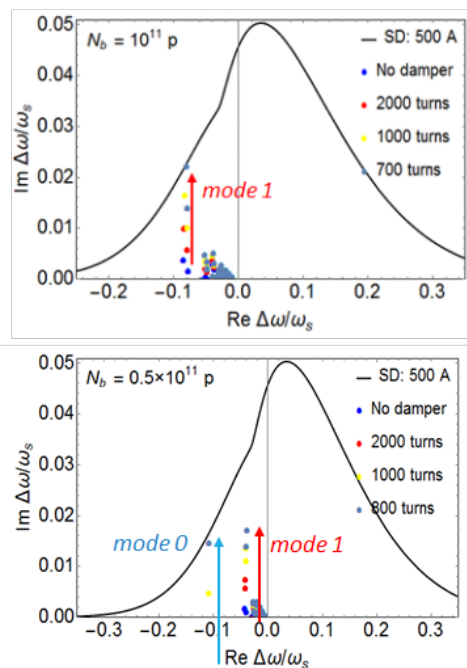 N_b = 10^11 p
SD: 500 A
No damper
2000 turns
1000 turns
700 turns
mode 1
Im Δω/ω_s
0.05
0.04
0.03
0.02
0.01
0.00
−0.2 −0.1 0.0 0.1 0.2 0.3
Re Δω/ω_s
N_b = 0.5×10^11 p
SD: 500 A
No damper
2000 turns
1000 turns
800 turns
mode 0
mode 1
Im Δω/ω_s
0.05
0.04
0.03
0.02
0.01
0.00
−0.3 −0.2 −0.1 0.0 0.1 0.2 0.3
Re Δω/ω_s